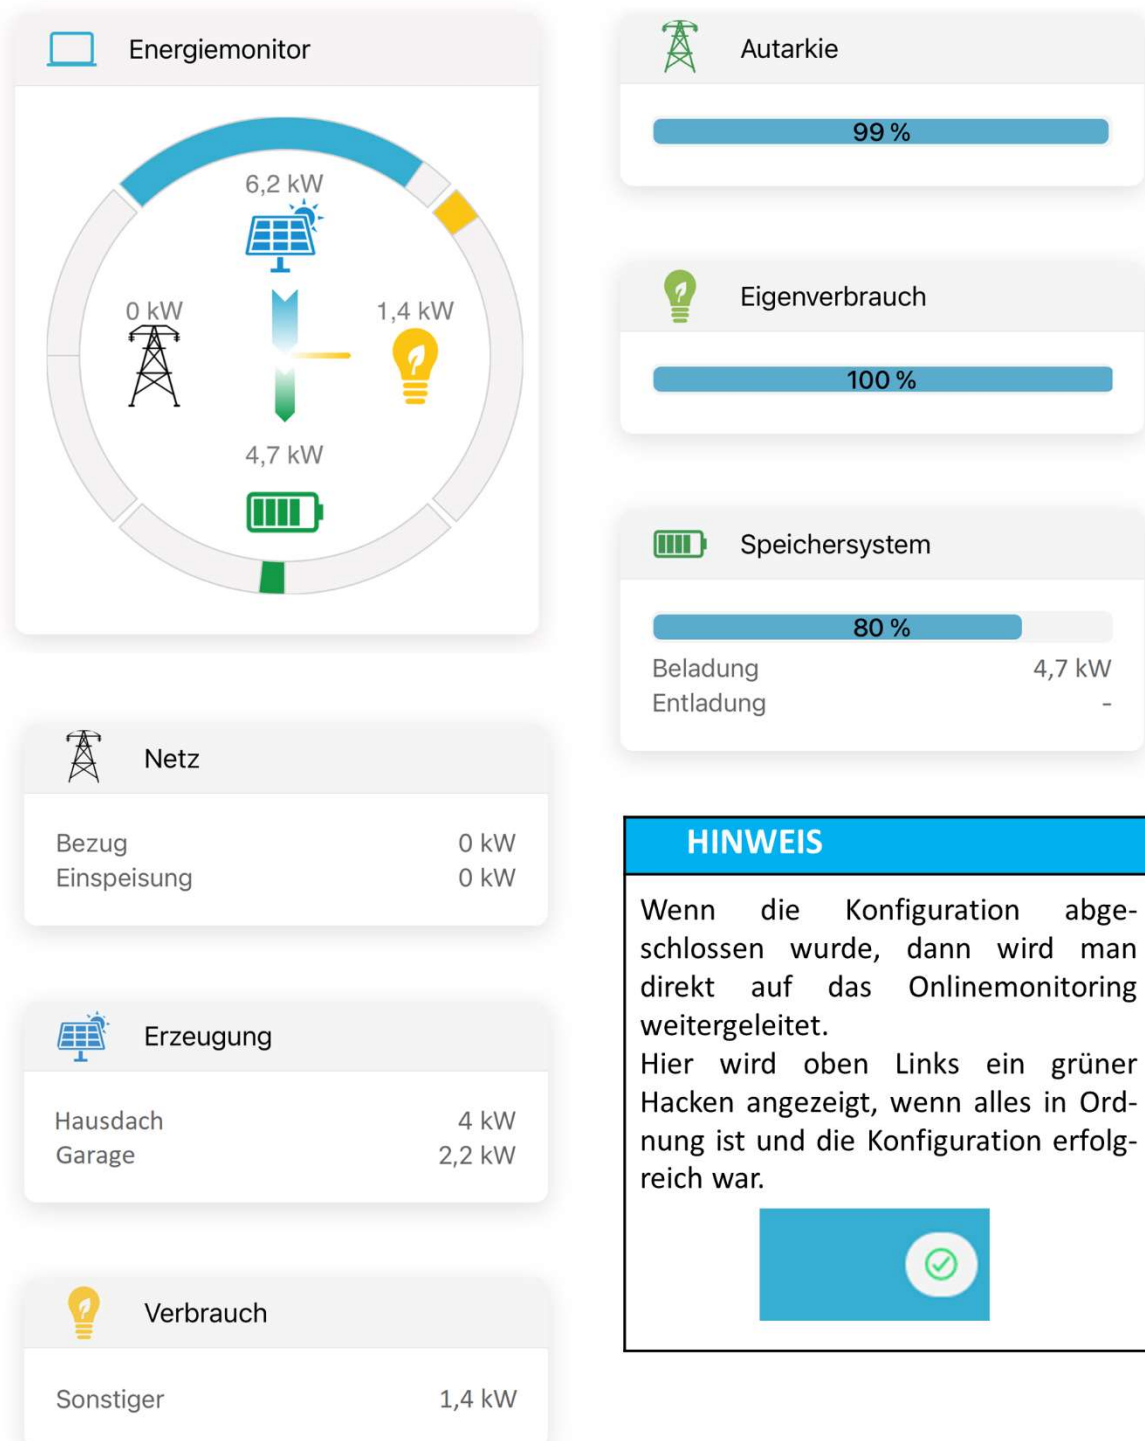 Energiemonitor
6,2 kW
0 kW
1,4 kW
4,7 kW
Netz
Bezug 0 kW
Einspeisung 0 kW
Erzeugung
Hausdach 4 kW
Garage 2,2 kW
Verbrauch
Sonstiger 1,4 kW
Autarkie
99 %
Eigenverbrauch
100 %
Speichersystem
80 %
Beladung 4,7 kW
Entladung -
HINWEIS
Wenn die Konfiguration abge-
schlossen wurde, dann wird man
direkt auf das Onlinemonitoring
weitergeleitet.
Hier wird oben Links ein grüner
Hacken angezeigt, wenn alles in Ord-
nung ist und die Konfiguration erfolg-
reich war.